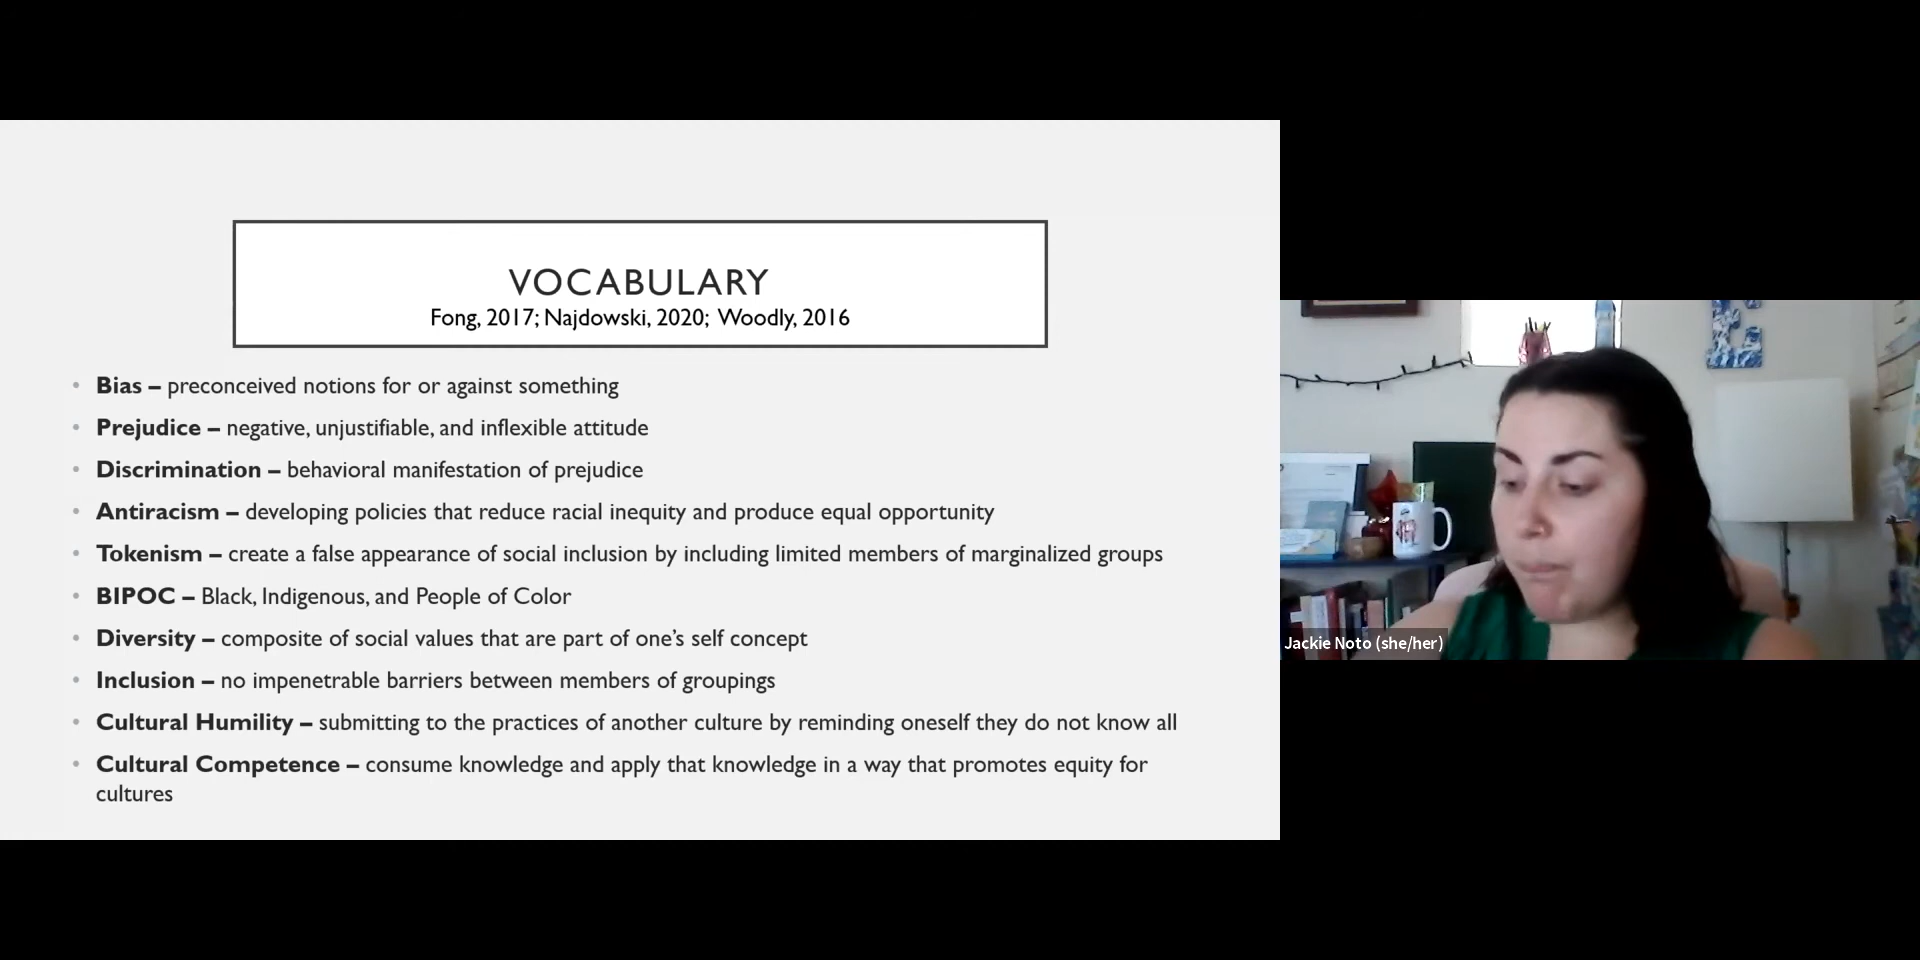 VOCABULARY
Fong, 2017; Najdowski, 2020; Woodly, 2016
• Bias – preconceived notions for or against something
• Prejudice – negative, unjustifiable, and inflexible attitude
• Discrimination – behavioral manifestation of prejudice
• Antiracism – developing policies that reduce racial inequity and produce equal opportunity
• Tokenism – create a false appearance of social inclusion by including limited members of marginalized groups
• BIPOC – Black, Indigenous, and People of Color
• Diversity – composite of social values that are part of one's self concept
• Inclusion – no impenetrable barriers between members of groupings
• Cultural Humility – submitting to the practices of another culture by reminding oneself they do not know all
• Cultural Competence – consume knowledge and apply that knowledge in a way that promotes equity for
cultures
Jackie Noto (she/her)